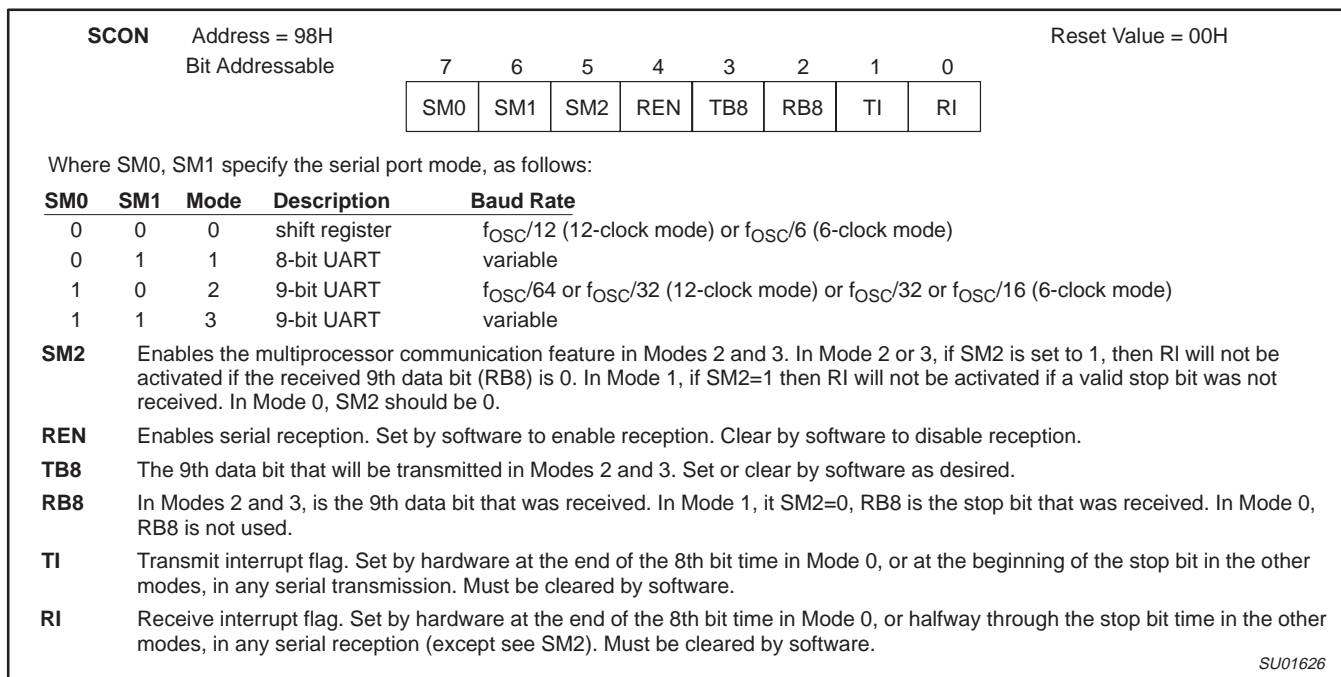 SCON Address = 98H Reset Value = 00H
Bit Addressable 7 6 5 4 3 2 1 0
SM0 SM1 SM2 REN TB8 RB8 TI RI
Where SM0, SM1 specify the serial port mode, as follows:
SM0 SM1 Mode Description Baud Rate
0 0 0 shift register fOSC/12 (12-clock mode) or fOSC/6 (6-clock mode)
0 1 1 8-bit UART variable
1 0 2 9-bit UART fOSC/64 or fOSC/32 (12-clock mode) or fOSC/32 or fOSC/16 (6-clock mode)
1 1 3 9-bit UART variable
SM2 Enables the multiprocessor communication feature in Modes 2 and 3. In Mode 2 or 3, if SM2 is set to 1, then Rl will not be
activated if the received 9th data bit (RB8) is 0. In Mode 1, if SM2=1 then RI will not be activated if a valid stop bit was not
received. In Mode 0, SM2 should be 0.
REN Enables serial reception. Set by software to enable reception. Clear by software to disable reception.
TB8 The 9th data bit that will be transmitted in Modes 2 and 3. Set or clear by software as desired.
RB8 In Modes 2 and 3, is the 9th data bit that was received. In Mode 1, it SM2=0, RB8 is the stop bit that was received. In Mode 0,
RB8 is not used.
TI Transmit interrupt flag. Set by hardware at the end of the 8th bit time in Mode 0, or at the beginning of the stop bit in the other
modes, in any serial transmission. Must be cleared by software.
RI Receive interrupt flag. Set by hardware at the end of the 8th bit time in Mode 0, or halfway through the stop bit time in the other
modes, in any serial reception (except see SM2). Must be cleared by software.
SU01626